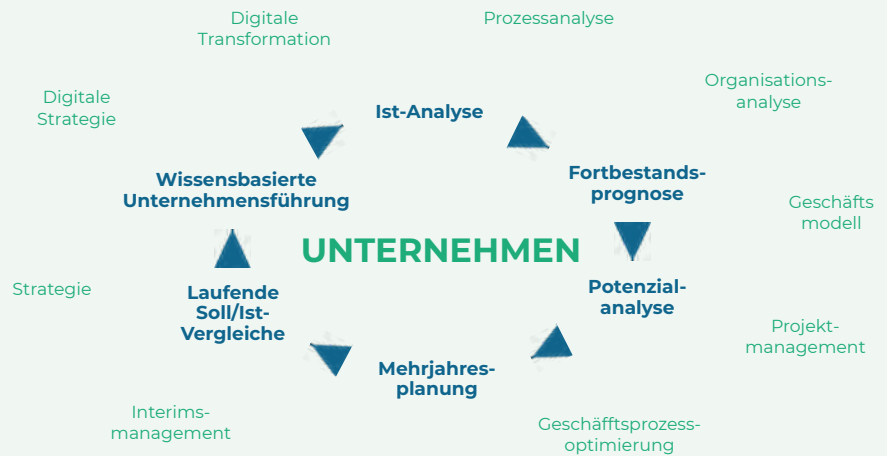 Digitale
Transformation
Prozessanalyse
Organisations-
analyse
Digitale
Strategie
Ist-Analyse
Wissensbasierte
Unternehmensführung
Fortbestands-
prognose
Geschäfts
modell
UNTERNEHMEN
Strategie
Laufende
Soll/Ist-
Vergleiche
Potenzial-
analyse
Projekt-
management
Mehrjahres-
planung
Interims-
management
Geschäfftsprozess-
optimierung